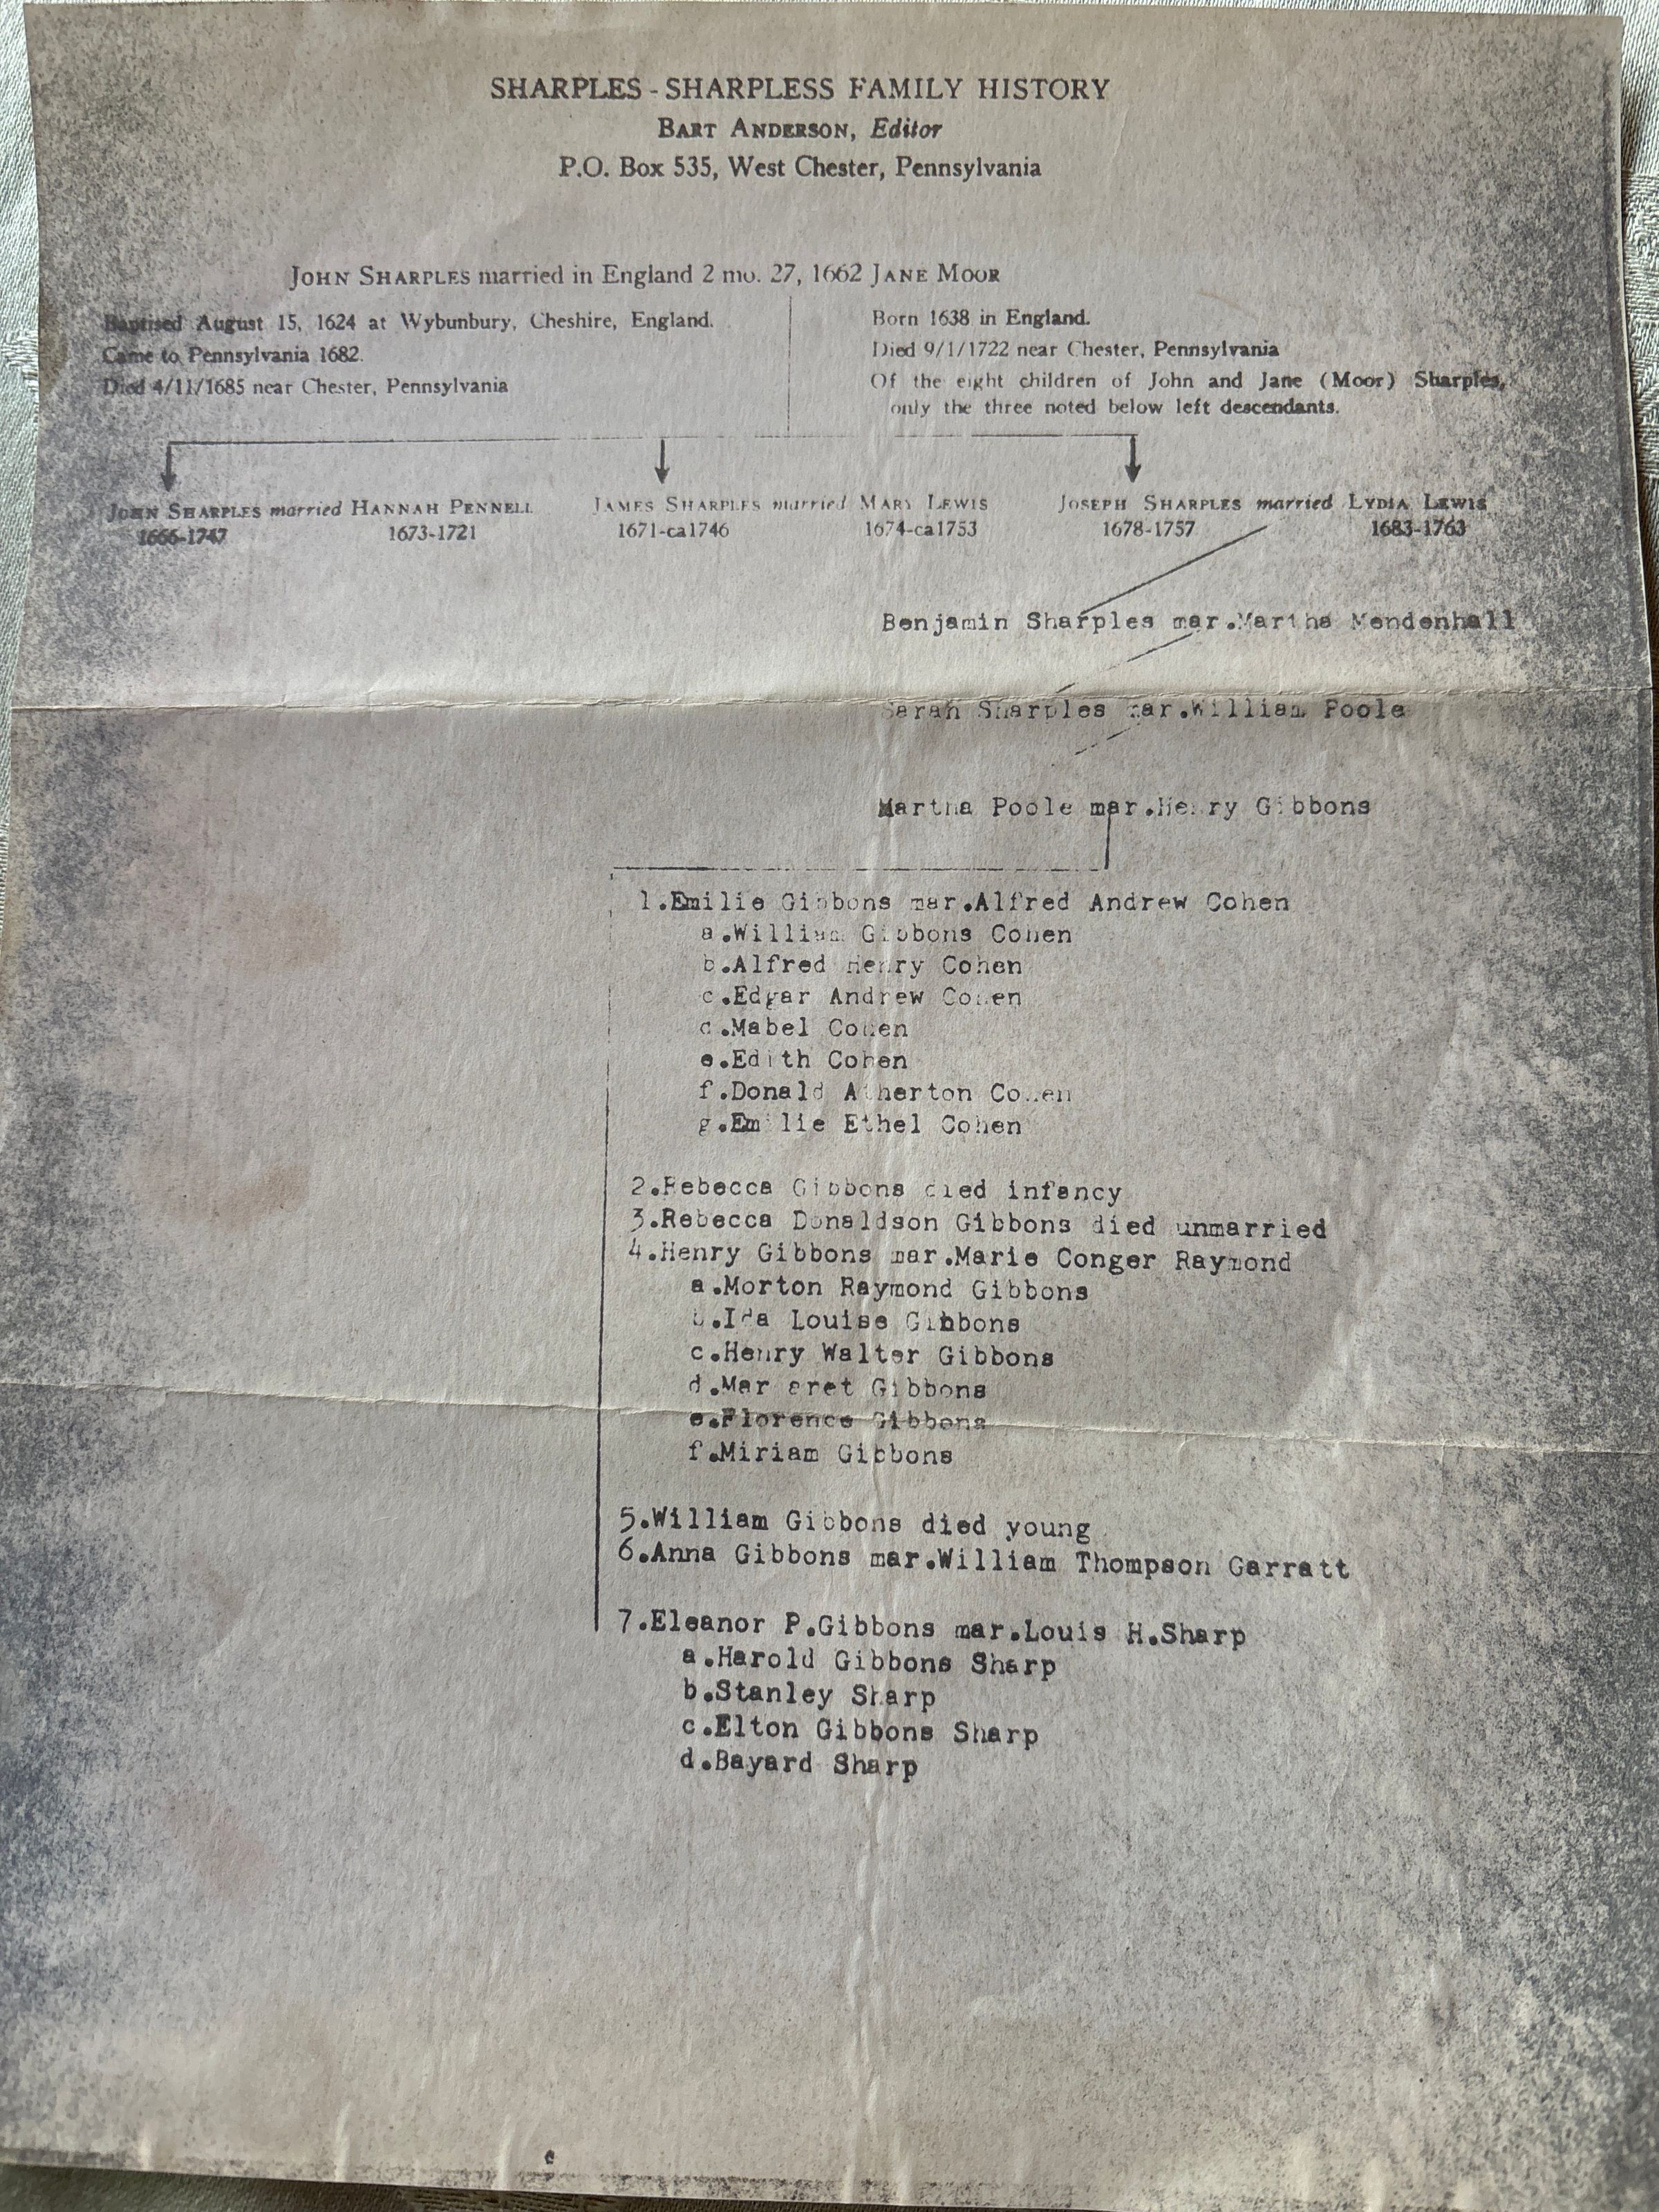 SHARPLES - SHARPLESS FAMILY HISTORY
BART ANDERSON, Editor
P.O. Box 535, West Chester, Pennsylvania
JOHN SHARPLES married in England 2 mo. 27, 1662 JANE MOOR
Baptised August 15, 1624 at Wybunbury, Cheshire, England.
Came to Pennsylvania 1682.
Died 4/11/1685 near Chester, Pennsylvania
Born 1638 in England.
Died 9/1/1722 near Chester, Pennsylvania
Of the eight children of John and Jane (Moor) Sharples,
only the three noted below left descendants.
JOHN SHARPLES married HANNAH PENNELL
1666-1747 1673-1721
JAMES SHARPLES married MARY LEWIS
1671-ca1746 1674-ca1753
JOSEPH SHARPLES married LYDIA LEWIS
1678-1757 1683-1763
Benjamin Sharples mar.Martha Mendenhall
Sarah Sharples mar.William Poole
Martha Poole mar.Henry Gibbons
1.Emilie Gibbons mar.Alfred Andrew Cohen
a.William Gibbons Cohen
b.Alfred Henry Cohen
c.Edgar Andrew Cohen
d.Mabel Cohen
e.Edith Cohen
f.Donald Atherton Cohen
g.Emilie Ethel Cohen
2.Rebecca Gibbons died infancy
3.Rebecca Donaldson Gibbons died unmarried
4.Henry Gibbons mar.Marie Conger Raymond
a.Morton Raymond Gibbons
b.Ida Louise Gibbons
c.Henry Walter Gibbons
d.Margaret Gibbons
e.Florence Gibbons
f.Miriam Gibbons
5.William Gibbons died young
6.Anna Gibbons mar.William Thompson Garratt
7.Eleanor P.Gibbons mar.Louis H.Sharp
a.Harold Gibbons Sharp
b.Stanley Sharp
c.Elton Gibbons Sharp
d.Bayard Sharp